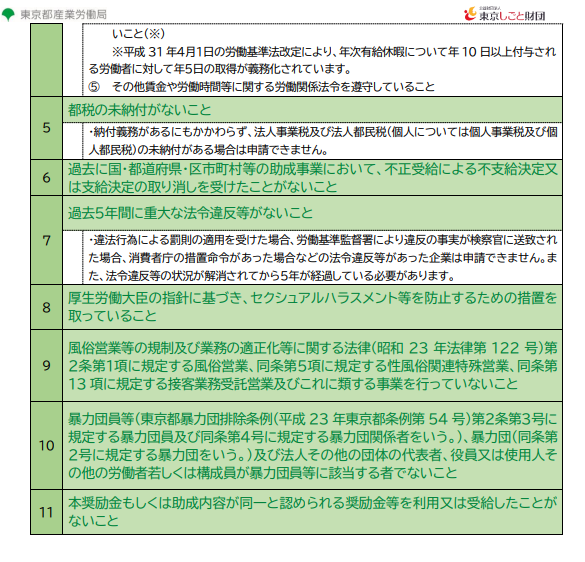 東京都産業労働局
公益財団法人
東京しごと財団
いこと(※)
※平成 31 年4月1日の労働基準法改定により、年次有給休暇について年 10 日以上付与され
る労働者に対して年5日の取得が義務化されています。
⑤ その他賃金や労働時間等に関する労働関係法令を遵守していること
5
都税の未納付がないこと
・納付義務があるにもかかわらず、法人事業税及び法人都民税(個人については個人事業税及び個
人都民税)の未納付がある場合は申請できません。
6
過去に国・都道府県・区市町村等の助成事業において、不正受給による不支給決定又
は支給決定の取り消しを受けたことがないこと
7
過去5年間に重大な法令違反等がないこと
・違法行為による罰則の適用を受けた場合、労働基準監督署により違反の事実が検察官に送致され
た場合、消費者庁の措置命令があった場合などの法令違反等があった企業は申請できません。ま
た、法令違反等の状況が解消されてから5年が経過している必要があります。
8
厚生労働大臣の指針に基づき、セクシュアルハラスメント等を防止するための措置を
取っていること
9
風俗営業等の規制及び業務の適正化等に関する法律(昭和 23 年法律第 122 号)第
2条第1項に規定する風俗営業、同条第5項に規定する性風俗関連特殊営業、同条第
13 項に規定する接客業務受託営業及びこれに類する事業を行っていないこと
10
暴力団員等(東京都暴力団排除条例(平成 23 年東京都条例第 54 号)第2条第3号に
規定する暴力団員及び同条第4号に規定する暴力団関係者をいう。)、暴力団(同条第
2号に規定する暴力団をいう。)及び法人その他の団体の代表者、役員又は使用人そ
の他の労働者若しくは構成員が暴力団員等に該当する者でないこと
11
本奨励金もしくは助成内容が同一と認められる奨励金等を利用又は受給したことが
ないこと